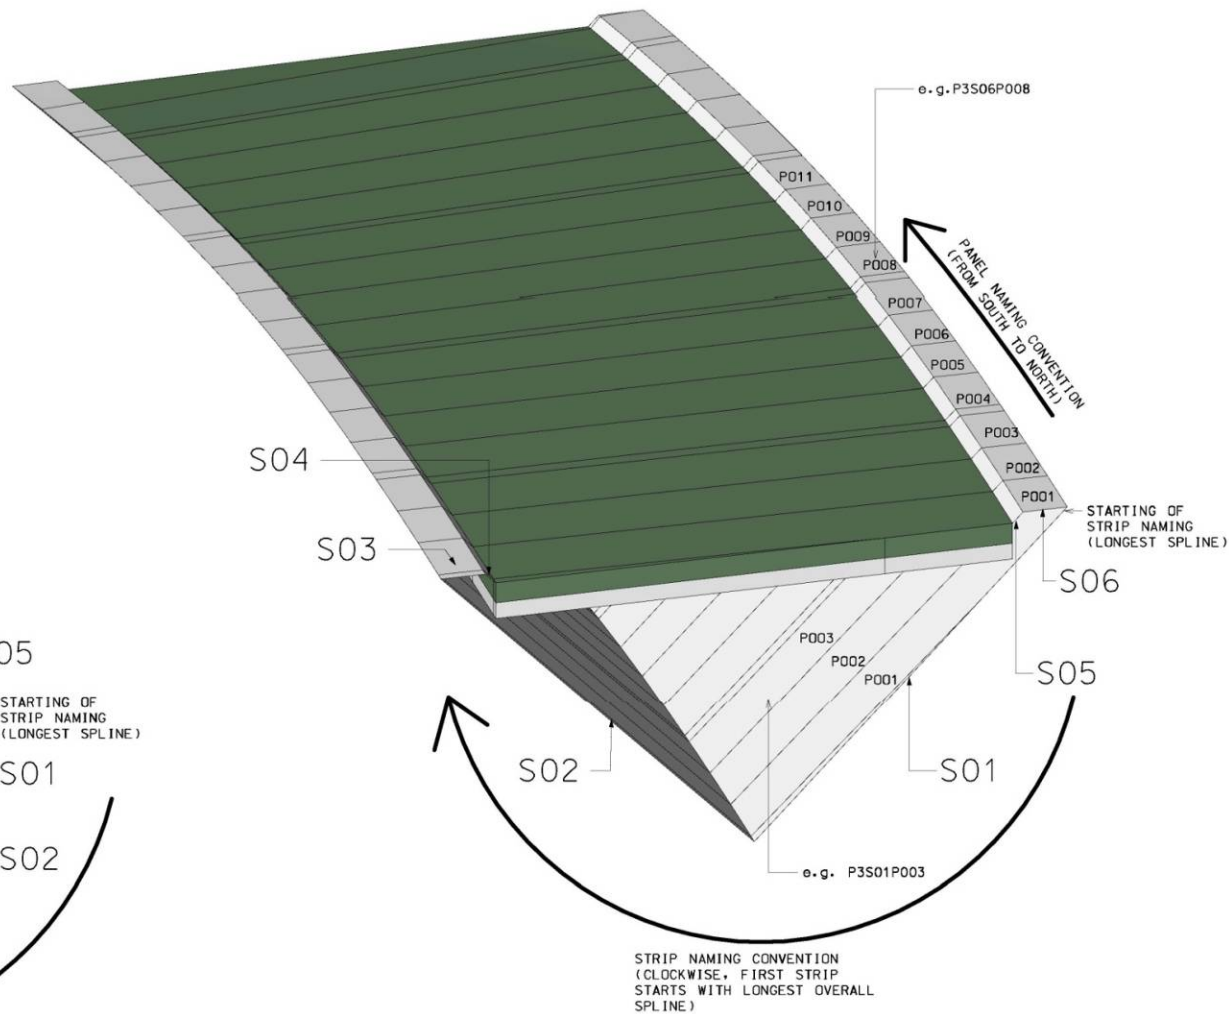 e.g.P3S06P008
P011
P010
P009
P008
P007
P006
P005
P004
P003
P002
P001
PANEL NAMING CONVENTION
(FROM SOUTH TO NORTH)
STARTING OF
STRIP NAMING
(LONGEST SPLINE)
S06
S05
S04
S03
P003
P002
P001
S02
S01
e.g. P3S01P003
STRIP NAMING CONVENTION
(CLOCKWISE, FIRST STRIP
STARTS WITH LONGEST OVERALL
SPLINE)
05
STARTING OF
STRIP NAMING
(LONGEST SPLINE)
S01
S02